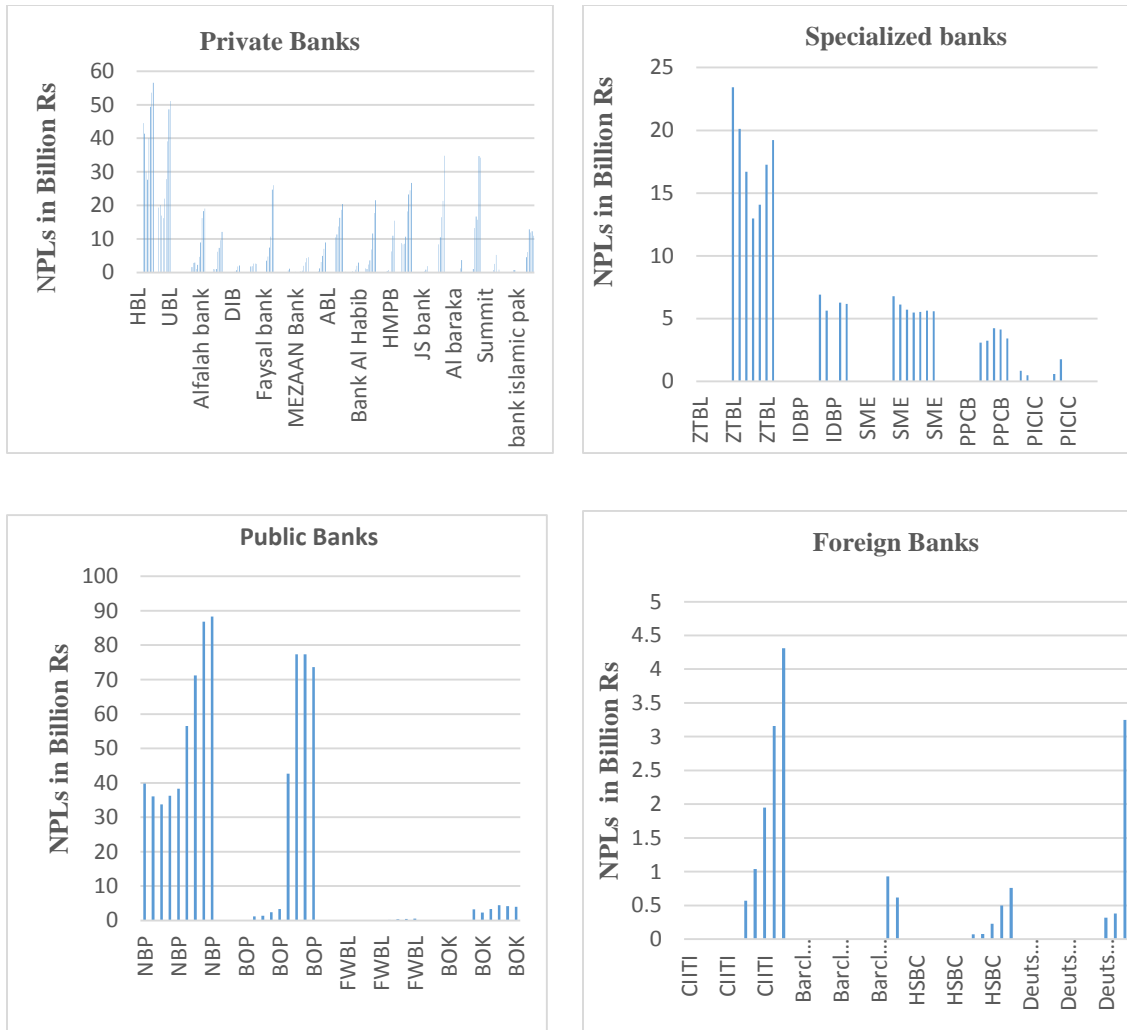 Private Banks
NPLs in Billion Rs
60
50
40
30
20
10
0
HBL
UBL
Alfalah bank
DIB
Faysal bank
MEZAAN Bank
ABL
Bank Al Habib
HMPB
JS bank
Al baraka
Summit
bank islamic pak
Specialized banks
NPLs in Billion Rs
25
20
15
10
5
0
ZTBL
ZTBL
ZTBL
IDBP
IDBP
SME
SME
SME
PPCB
PPCB
PICIC
PICIC
Public Banks
NPLs in Billion Rs
100
90
80
70
60
50
40
30
20
10
0
NBP
NBP
NBP
BOP
BOP
BOP
FWBL
FWBL
FWBL
BOK
BOK
BOK
Foreign Banks
NPLs in Billion Rs
5
4.5
4
3.5
3
2.5
2
1.5
1
0.5
0
CIITI
CIITI
CIITI
Barcl...
Barcl...
Barcl...
HSBC
HSBC
HSBC
Deuts...
Deuts...
Deuts...